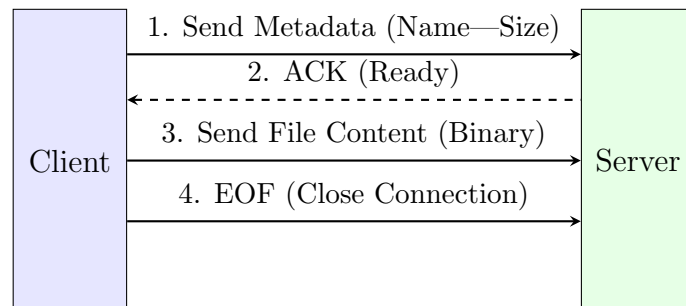 1. Send Metadata (Name—Size)
2. ACK (Ready)
3. Send File Content (Binary)
Client
Server
4. EOF (Close Connection)